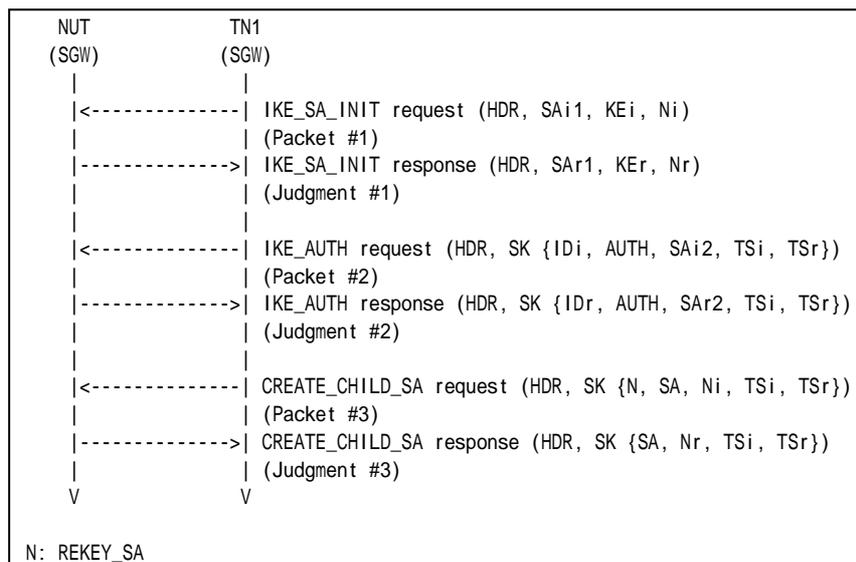 NUT TN1
(SGW) (SGW)
| |
|<--------------| IKE_SA_INIT request (HDR, SAi1, KEi, Ni)
| | (Packet #1)
|-------------->| IKE_SA_INIT response (HDR, SAr1, KEr, Nr)
| | (Judgment #1)
| |
|<--------------| IKE_AUTH request (HDR, SK {IDi, AUTH, SAi2, TSi, TSr})
| | (Packet #2)
|-------------->| IKE_AUTH response (HDR, SK {IDr, AUTH, SAr2, TSi, TSr})
| | (Judgment #2)
| |
|<--------------| CREATE_CHILD_SA request (HDR, SK {N, SA, Ni, TSi, TSr})
| | (Packet #3)
|-------------->| CREATE_CHILD_SA response (HDR, SK {SA, Nr, TSi, TSr})
| | (Judgment #3)
V V
N: REKEY_SA